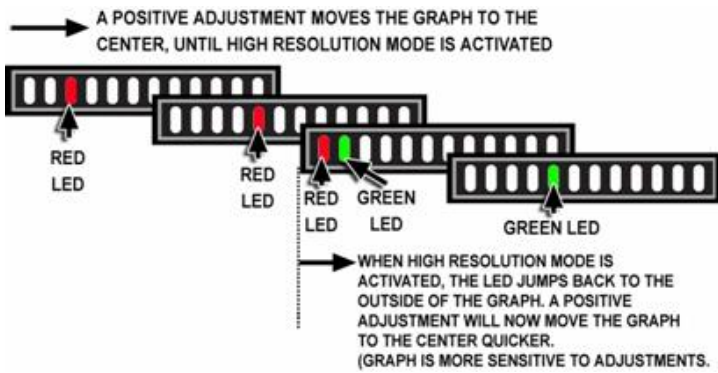 A POSITIVE ADJUSTMENT MOVES THE GRAPH TO THE
CENTER, UNTIL HIGH RESOLUTION MODE IS ACTIVATED
RED
LED
RED
LED
RED
LED
GREEN
LED
GREEN LED
WHEN HIGH RESOLUTION MODE IS
ACTIVATED, THE LED JUMPS BACK TO THE
OUTSIDE OF THE GRAPH. A POSITIVE
ADJUSTMENT WILL NOW MOVE THE GRAPH
TO THE CENTER QUICKER.
(GRAPH IS MORE SENSITIVE TO ADJUSTMENTS.